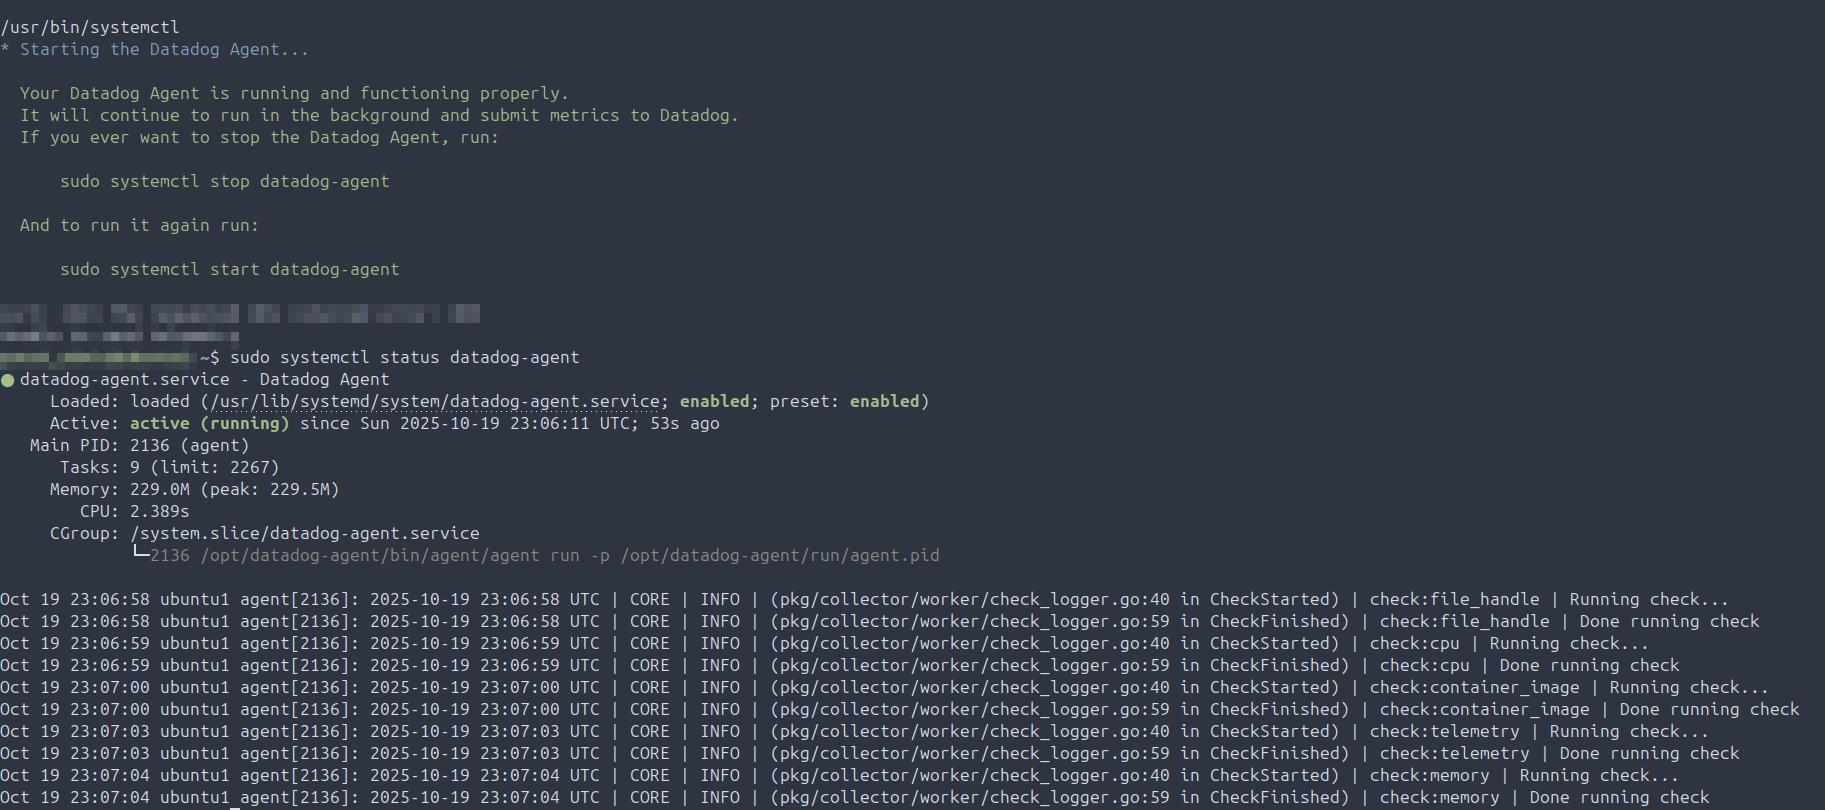 /usr/bin/systemctl
* Starting the Datadog Agent...
Your Datadog Agent is running and functioning properly.
It will continue to run in the background and submit metrics to Datadog.
If you ever want to stop the Datadog Agent, run:
sudo systemctl stop datadog-agent
And to run it again run:
sudo systemctl start datadog-agent
~$ sudo systemctl status datadog-agent
● datadog-agent.service - Datadog Agent
Loaded: loaded (/usr/lib/systemd/system/datadog-agent.service; enabled; preset: enabled)
Active: active (running) since Sun 2025-10-19 23:06:11 UTC; 53s ago
Main PID: 2136 (agent)
Tasks: 9 (limit: 2267)
Memory: 229.0M (peak: 229.5M)
CPU: 2.389s
CGroup: /system.slice/datadog-agent.service
└─2136 /opt/datadog-agent/bin/agent/agent run -p /opt/datadog-agent/run/agent.pid
Oct 19 23:06:58 ubuntu1 agent[2136]: 2025-10-19 23:06:58 UTC | CORE | INFO | (pkg/collector/worker/check_logger.go:40 in CheckStarted) | check:file_handle | Running check...
Oct 19 23:06:58 ubuntu1 agent[2136]: 2025-10-19 23:06:58 UTC | CORE | INFO | (pkg/collector/worker/check_logger.go:59 in CheckFinished) | check:file_handle | Done running check
Oct 19 23:06:59 ubuntu1 agent[2136]: 2025-10-19 23:06:59 UTC | CORE | INFO | (pkg/collector/worker/check_logger.go:40 in CheckStarted) | check:cpu | Running check...
Oct 19 23:06:59 ubuntu1 agent[2136]: 2025-10-19 23:06:59 UTC | CORE | INFO | (pkg/collector/worker/check_logger.go:59 in CheckFinished) | check:cpu | Done running check
Oct 19 23:07:00 ubuntu1 agent[2136]: 2025-10-19 23:07:00 UTC | CORE | INFO | (pkg/collector/worker/check_logger.go:40 in CheckStarted) | check:container_image | Running check...
Oct 19 23:07:00 ubuntu1 agent[2136]: 2025-10-19 23:07:00 UTC | CORE | INFO | (pkg/collector/worker/check_logger.go:59 in CheckFinished) | check:container_image | Done running check
Oct 19 23:07:03 ubuntu1 agent[2136]: 2025-10-19 23:07:03 UTC | CORE | INFO | (pkg/collector/worker/check_logger.go:40 in CheckStarted) | check:telemetry | Running check...
Oct 19 23:07:03 ubuntu1 agent[2136]: 2025-10-19 23:07:03 UTC | CORE | INFO | (pkg/collector/worker/check_logger.go:59 in CheckFinished) | check:telemetry | Done running check
Oct 19 23:07:04 ubuntu1 agent[2136]: 2025-10-19 23:07:04 UTC | CORE | INFO | (pkg/collector/worker/check_logger.go:40 in CheckStarted) | check:memory | Running check...
Oct 19 23:07:04 ubuntu1 agent[2136]: 2025-10-19 23:07:04 UTC | CORE | INFO | (pkg/collector/worker/check_logger.go:59 in CheckFinished) | check:memory | Done running check